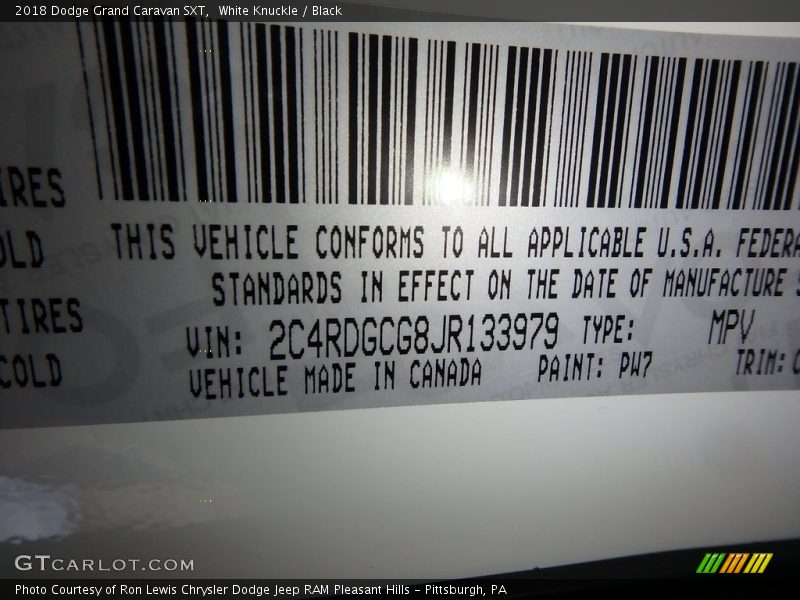 2018 Dodge Grand Caravan SXT, White Knuckle / Black
THIS VEHICLE CONFORMS TO ALL APPLICABLE U.S.A. FEDERA
STANDARDS IN EFFECT ON THE DATE OF MANUFACTURE
VIN: 2C4RDGCG8JR133979 TYPE: MPV
VEHICLE MADE IN CANADA PAINT: PW7 TRIM:
IRES
OLD
TIRES
COLD
GTCARLOT.COM
Photo Courtesy of Ron Lewis Chrysler Dodge Jeep RAM Pleasant Hills - Pittsburgh, PA